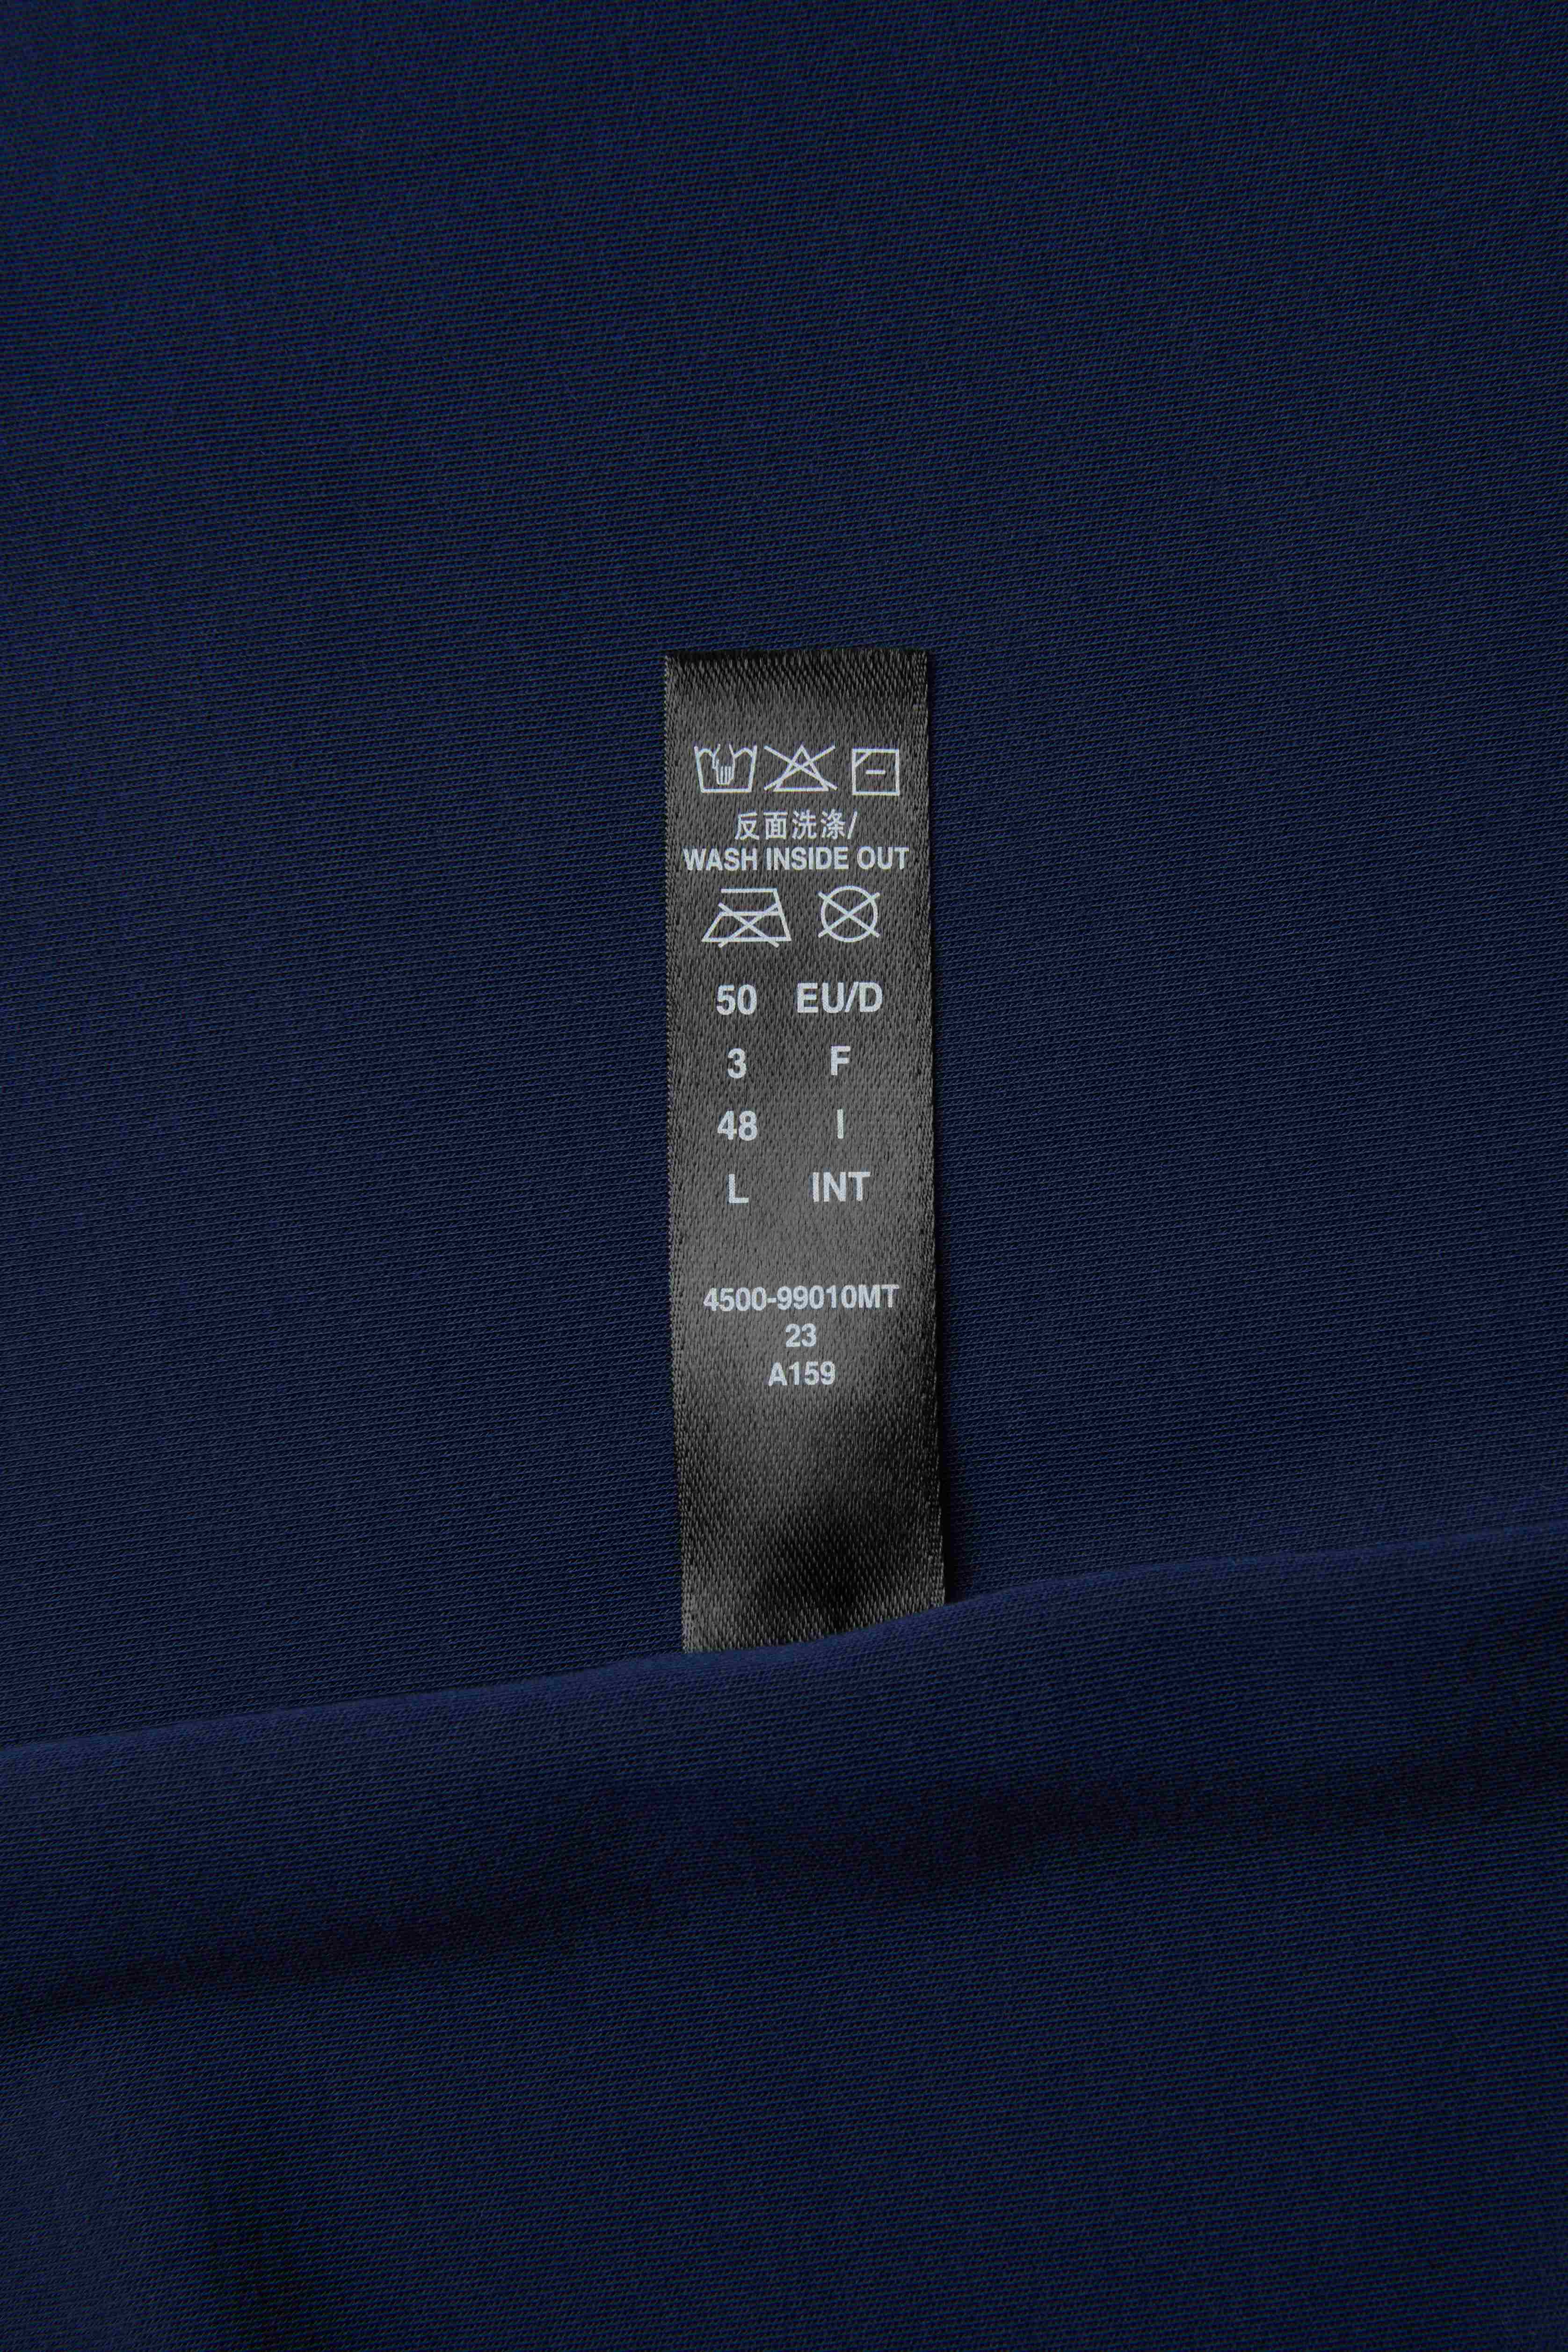 反面洗涤/
WASH INSIDE OUT
50 EU/D
3 F
48 I
L INT
4500-99010MT
23
A159